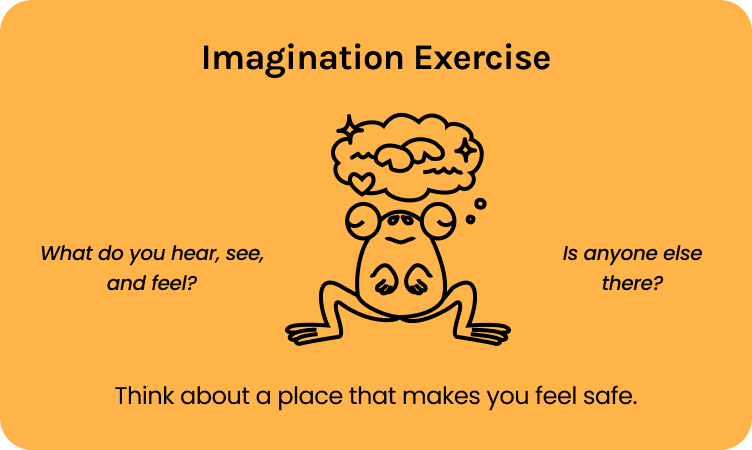 Imagination Exercise
What do you hear, see,
and feel?
Is anyone else
there?
Think about a place that makes you feel safe.